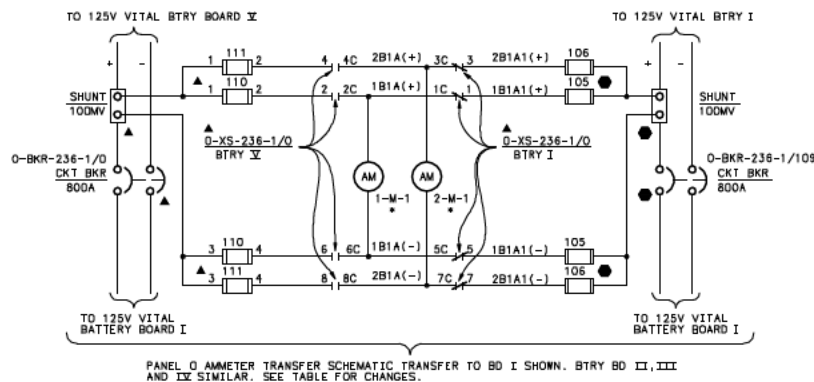 TO 125V VITAL BTRY BOARD V
TO 125V VITAL BTRY I
+ -
+ -
1 111 2
4 4C
2B1A(+)
3C 3
2B1A1(+)
106
1 110 2
2 2C
1B1A(+)
1C 1
1B1A1(+)
105
SHUNT
100MV
SHUNT
100MV
0-XS-236-1/0
BTRY V
0-XS-236-1/0
BTRY I
0-BKR-236-1/0
CKT BKR
800A
AM
AM
1-M-1
*
2-M-1
*
0-BKR-236-1/109
CKT BKR
800A
3 110 4
6 6C
1B1A(-)
5C 5
1B1A1(-)
105
3 111 4
8 8C
2B1A(-)
7C 7
2B1A1(-)
106
TO 125V VITAL
BATTERY BOARD I
TO 125V VITAL
BATTERY BOARD I
PANEL 0 AMMETER TRANSFER SCHEMATIC TRANSFER TO BD I SHOWN. BTRY BD II, III
AND IV SIMILAR. SEE TABLE FOR CHANGES.